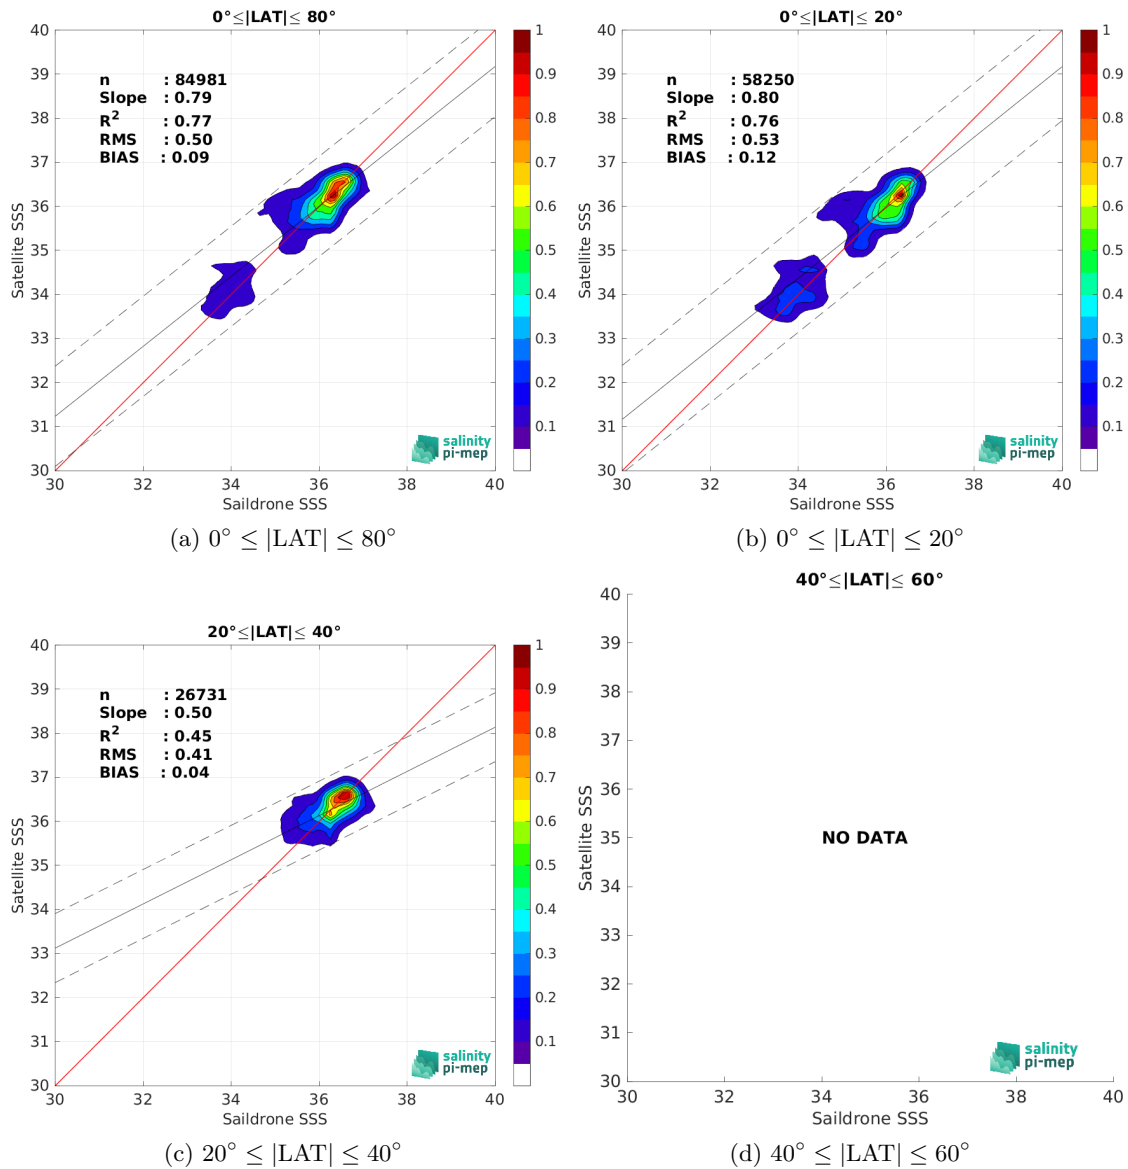 0°≤|LAT|≤ 80°
40
39
38
37
36
35
34
33
32
31
30
Satellite SSS
n : 84981
Slope : 0.79
R2 : 0.77
RMS : 0.50
BIAS : 0.09
salinity
pi-mep
30 32 34 36 38 40
Saildrone SSS
1
0.9
0.8
0.7
0.6
0.5
0.4
0.3
0.2
0.1
(a) 0° ≤ |LAT| ≤ 80°
0°≤|LAT|≤ 20°
40
39
38
37
36
35
34
33
32
31
30
Satellite SSS
n : 58250
Slope : 0.80
R2 : 0.76
RMS : 0.53
BIAS : 0.12
salinity
pi-mep
30 32 34 36 38 40
Saildrone SSS
1
0.9
0.8
0.7
0.6
0.5
0.4
0.3
0.2
0.1
(b) 0° ≤ |LAT| ≤ 20°
20°≤|LAT|≤ 40°
40
39
38
37
36
35
34
33
32
31
30
Satellite SSS
n : 26731
Slope : 0.50
R2 : 0.45
RMS : 0.41
BIAS : 0.04
salinity
pi-mep
30 32 34 36 38 40
Saildrone SSS
1
0.9
0.8
0.7
0.6
0.5
0.4
0.3
0.2
0.1
(c) 20° ≤ |LAT| ≤ 40°
40°≤|LAT|≤ 60°
40
39
38
37
36
35
34
33
32
31
30
Satellite SSS
NO DATA
salinity
pi-mep
30 32 34 36 38 40
Saildrone SSS
(d) 40° ≤ |LAT| ≤ 60°